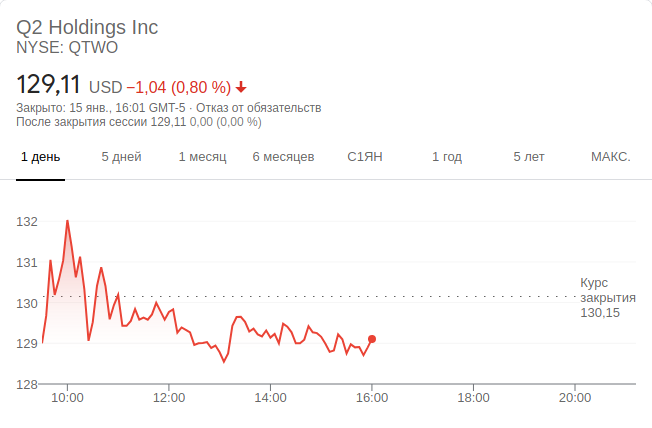 Q2 Holdings Inc
NYSE: QTWO
129,11 USD −1,04 (0,80 %)
Закрыто: 15 янв., 16:01 GMT-5 · Отказ от обязательств
После закрытия сессии 129,11 0,00 (0,00 %)
1 день 5 дней 1 месяц 6 месяцев С1ЯН 1 год 5 лет МАКС.
132
131
130
129
128
Курс
закрытия
130,15
10:00 12:00 14:00 16:00 18:00 20:00